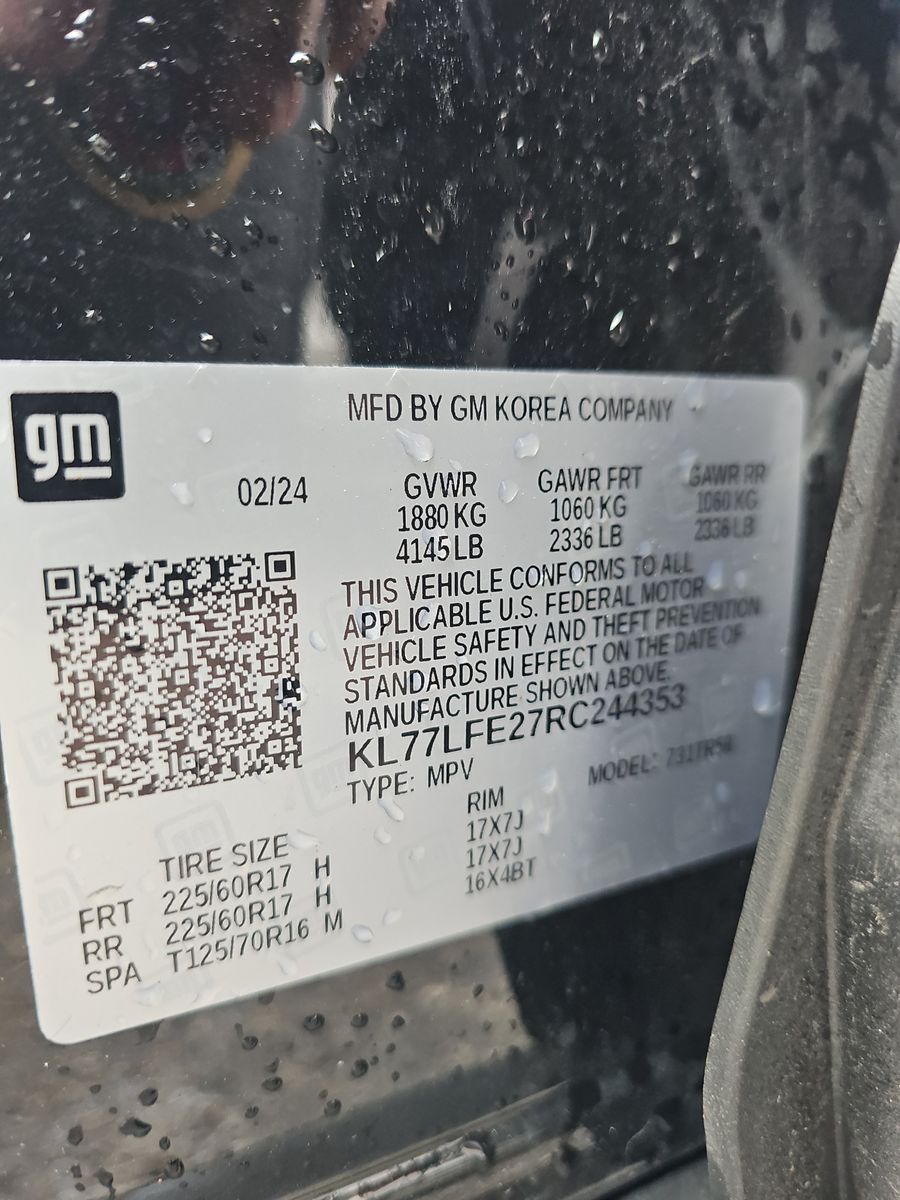 gm
MFD BY GM KOREA COMPANY
02/24
GVWR GAWR FRT GAWR RR
1880 KG 1060 KG 1060 KG
4145 LB 2336 LB 2336 LB
THIS VEHICLE CONFORMS TO ALL
APPLICABLE U.S. FEDERAL MOTOR
VEHICLE SAFETY AND THEFT PREVENTION
STANDARDS IN EFFECT ON THE DATE OF
MANUFACTURE SHOWN ABOVE.
KL77LFE27RC244353
TYPE: MPV MODEL:
TIRE SIZE RIM
FRT 225/60R17 H 17X7J
RR 225/60R17 H 17X7J
SPA T125/70R16 M 16X4BT